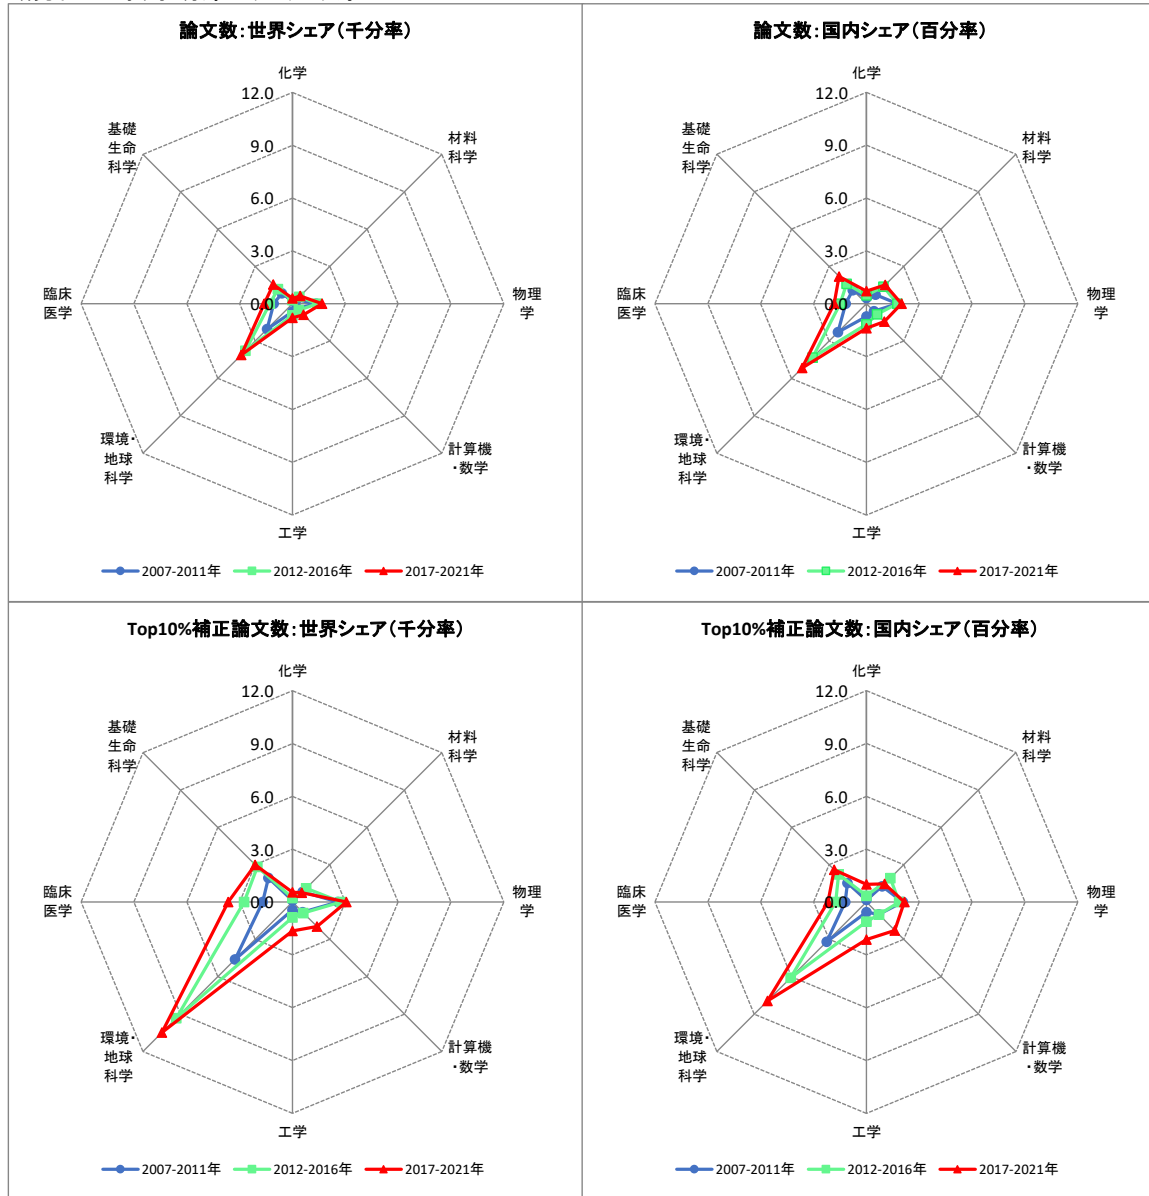 論文数:世界シェア(千分率)
化学
12.0
9.0
6.0
3.0
0.0
材料
科学
物理
学
計算機
・数学
工学
環境・
地球
科学
臨床
医学
基礎
生命
科学
2007-2011年 2012-2016年 2017-2021年
論文数:国内シェア(百分率)
化学
12.0
9.0
6.0
3.0
0.0
材料
科学
物理
学
計算機
・数学
工学
環境・
地球
科学
臨床
医学
基礎
生命
科学
2007-2011年 2012-2016年 2017-2021年
Top10%補正論文数:世界シェア(千分率)
化学
12.0
9.0
6.0
3.0
0.0
材料
科学
物理
学
計算機
・数学
工学
環境・
地球
科学
臨床
医学
基礎
生命
科学
2007-2011年 2012-2016年 2017-2021年
Top10%補正論文数:国内シェア(百分率)
化学
12.0
9.0
6.0
3.0
0.0
材料
科学
物理
学
計算機
・数学
工学
環境・
地球
科学
臨床
医学
基礎
生命
科学
2007-2011年 2012-2016年 2017-2021年